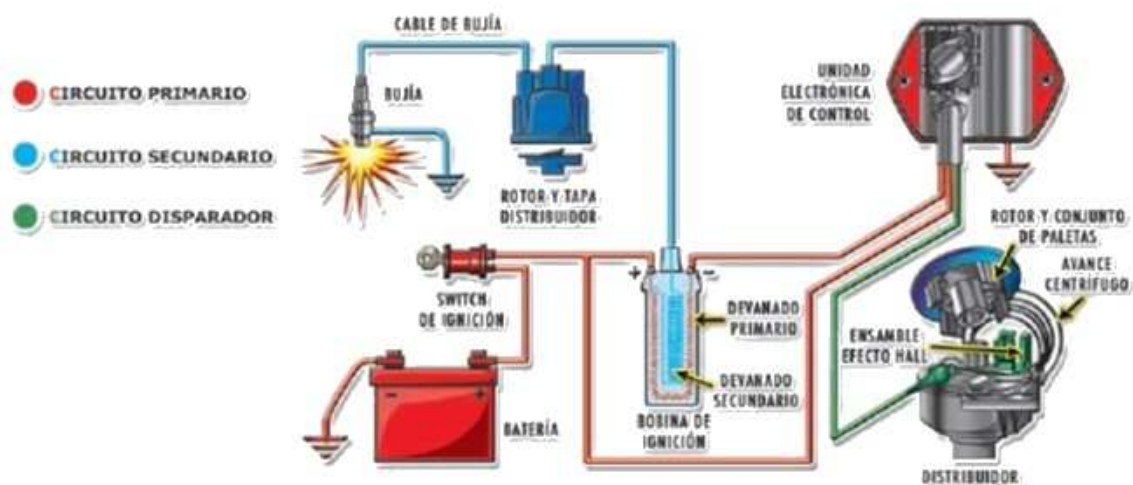 CIRCUITO PRIMARIO
CIRCUITO SECUNDARIO
CIRCUITO DISPARADOR
CABLE DE BUJÍA
BUJÍA
ROTOR Y TAPA
DISTRIBUIDOR
UNIDAD
ELECTRÓNICA
DE CONTROL
SWITCH
DE IGNICIÓN
+
-
DEVANADO
PRIMARIO
DEVANADO
SECUNDARIO
BOBINA DE
IGNICIÓN
-
+
BATERÍA
ROTOR Y CONJUNTO
DE PALETAS
AVANCE
CENTRÍFUGO
ENSAMBLE
EFECTO HALL
DISTRIBUIDOR